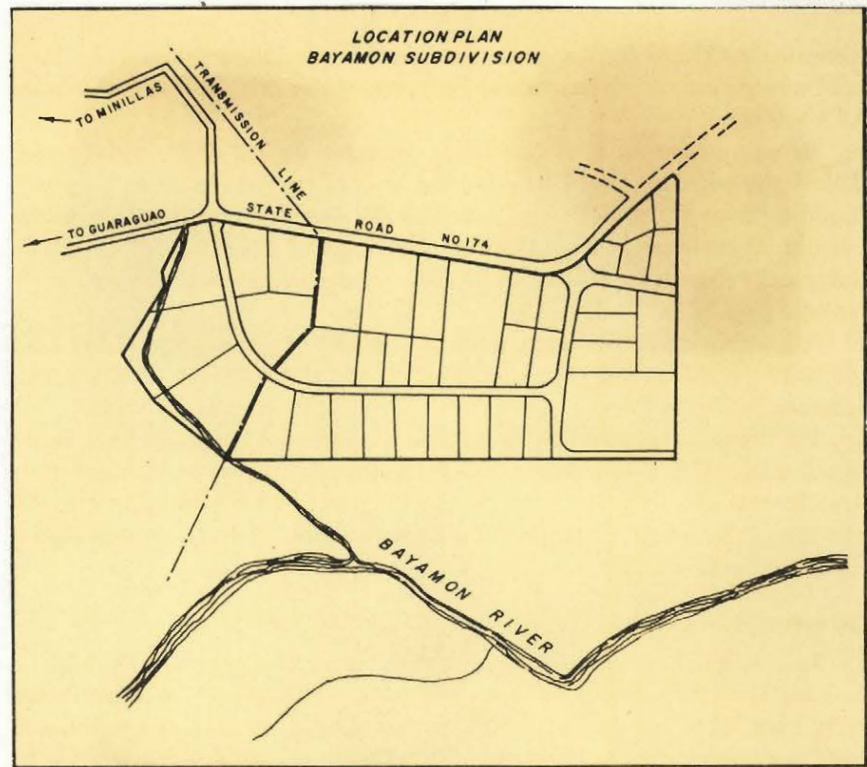 LOCATION PLAN
BAYAMON SUBDIVISION
TRANSMISSION LINE
TO MINILLAS
TO GUARAGUAO
STATE ROAD NO 174
BAYAMON RIVER